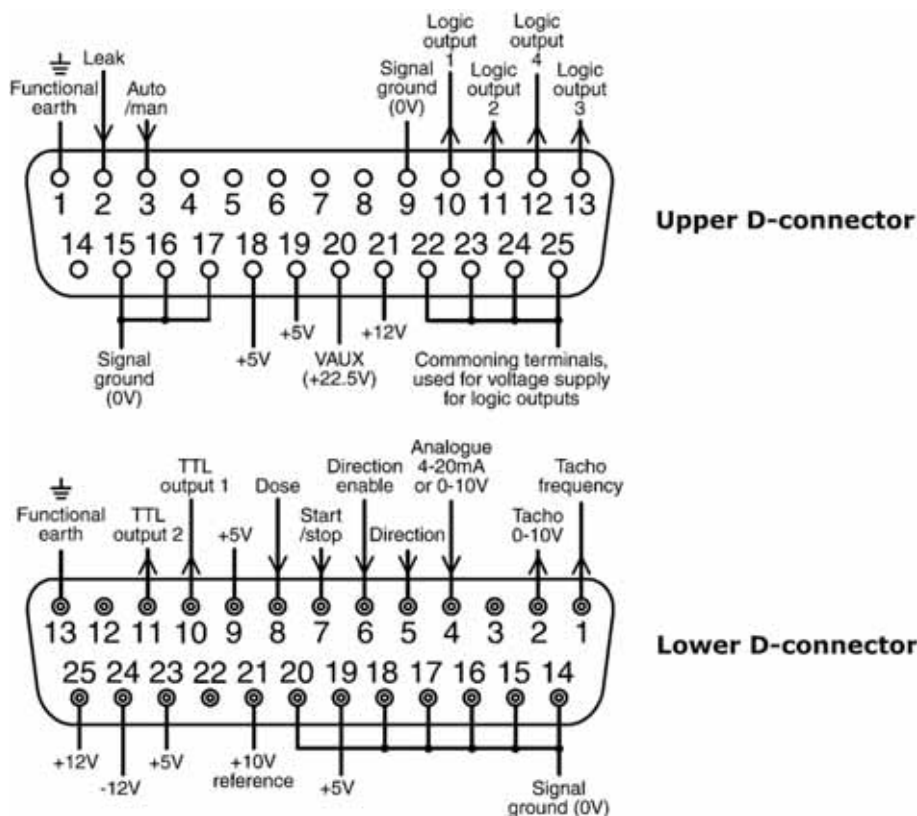 Leak
Functional
earth
Auto
/man
Signal
ground
(0V)
Logic
output
1
Logic
output
2
Logic
output
4
Logic
output
3
1 2 3 4 5 6 7 8 9 10 11 12 13
14 15 16 17 18 19 20 21 22 23 24 25
Upper D-connector
Signal
ground
(0V)
+5V
+5V
VAUX
(+22.5V)
+12V
Commoning terminals,
used for voltage supply
for logic outputs
Functional
earth
TTL
output 2
TTL
output 1
+5V
Dose
Start
/stop
Direction
enable
Direction
Analogue
4-20mA
or 0-10V
Tacho
0-10V
Tacho
frequency
13 12 11 10 9 8 7 6 5 4 3 2 1
25 24 23 22 21 20 19 18 17 16 15 14
Lower D-connector
+12V
-12V
+5V
+10V
reference
+5V
Signal
ground (0V)